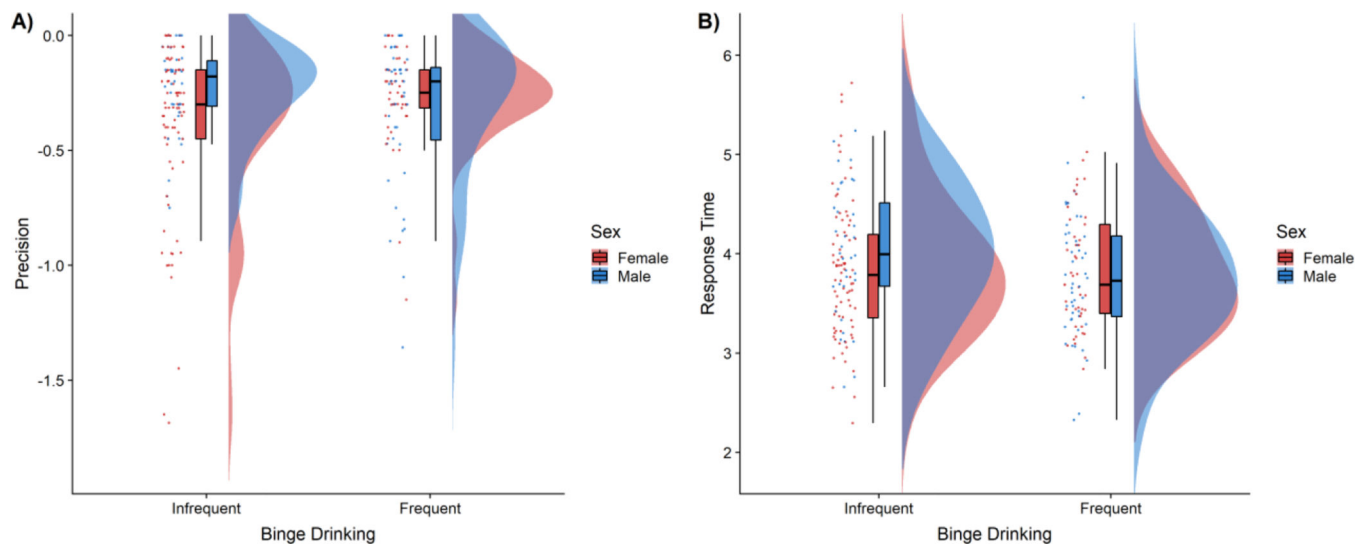 A)
Precision
0.0
-0.5
-1.0
-1.5
Infrequent
Frequent
Binge Drinking
Sex
Female
Male
B)
Response Time
6
5
4
3
2
Infrequent
Frequent
Binge Drinking
Sex
Female
Male